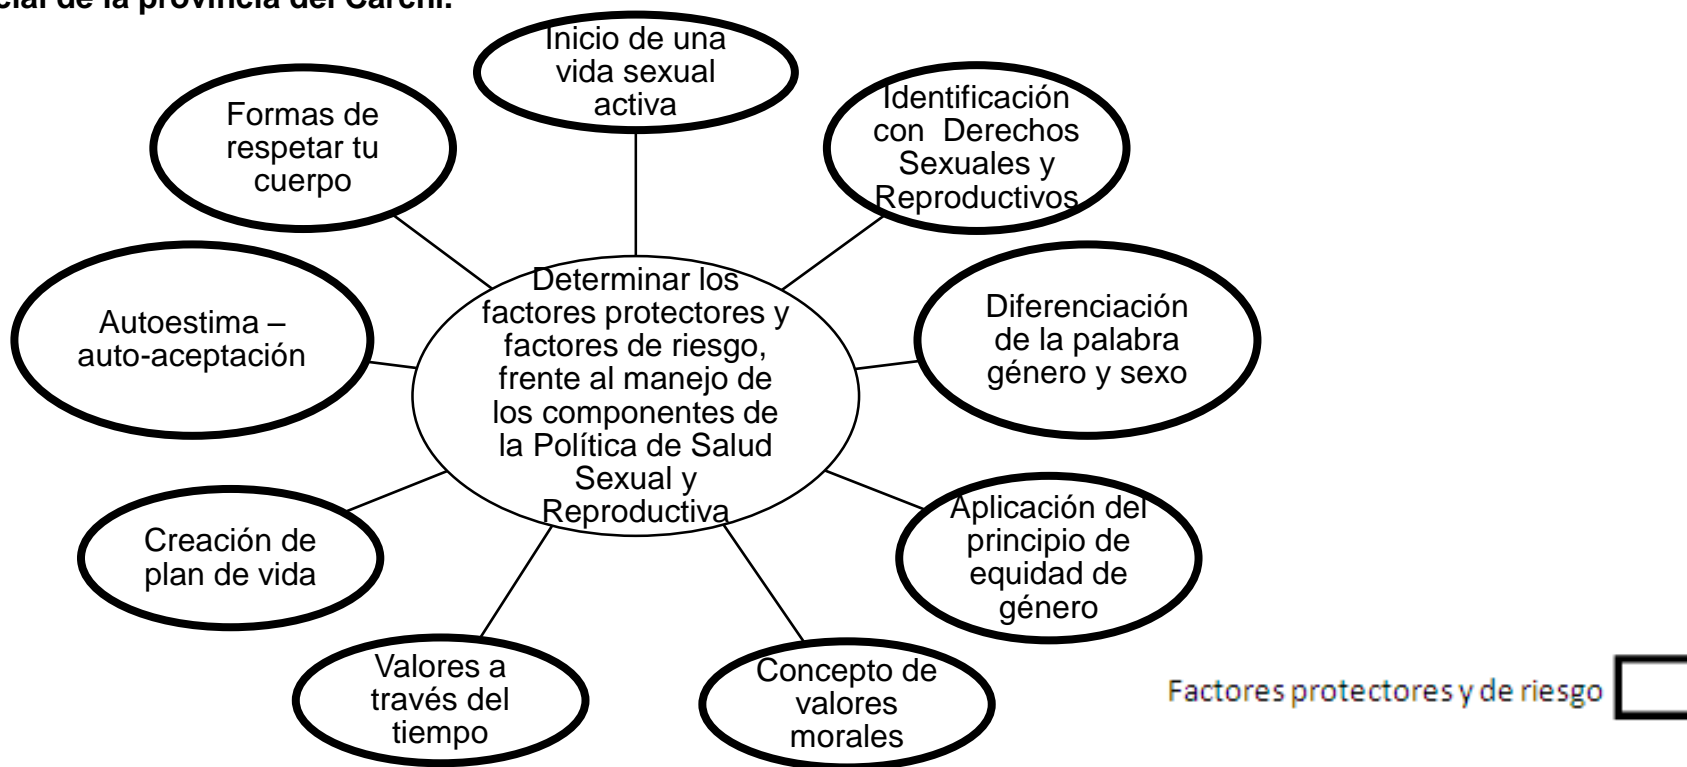 cial de la provincia del Carchi.
Inicio de una
vida sexual
activa
Identificación
con Derechos
Sexuales y
Reproductivos
Diferenciación
de la palabra
género y sexo
Aplicación del
principio de
equidad de
género
Concepto de
valores
morales
Valores a
través del
tiempo
Creación de
plan de vida
Autoestima –
auto-aceptación
Formas de
respetar tu
cuerpo
Determinar los
factores protectores y
factores de riesgo,
frente al manejo de
los componentes de
la Política de Salud
Sexual y
Reproductiva
Factores protectores y de riesgo